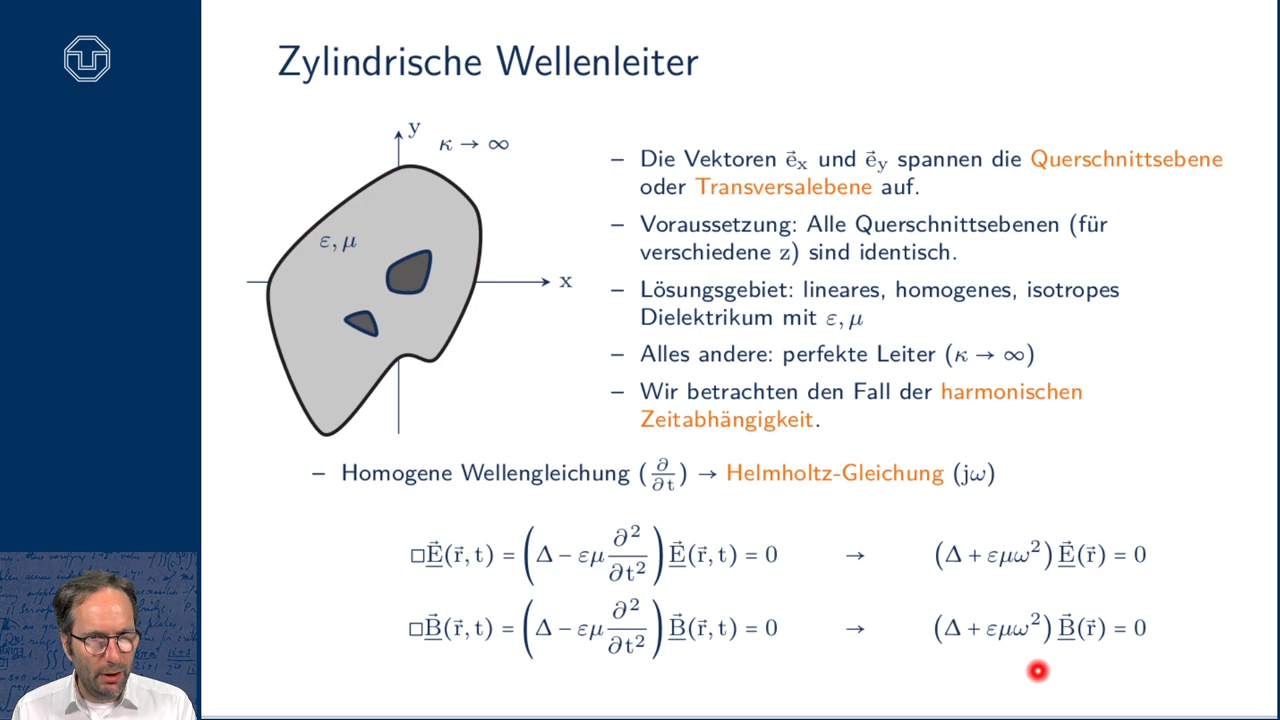 Zylindrische Wellenleiter
y
κ → ∞
ε, μ
x
– Die Vektoren e⃗ₓ und e⃗_y spannen die Querschnittsebene
oder Transversalebene auf.
– Voraussetzung: Alle Querschnittsebenen (für
verschiedene z) sind identisch.
– Lösungsgebiet: lineares, homogenes, isotropes
Dielektrikum mit ε, μ
– Alles andere: perfekte Leiter (κ → ∞)
– Wir betrachten den Fall der harmonischen
Zeitabhängigkeit.
– Homogene Wellengleichung (∂/∂t) → Helmholtz-Gleichung (jω)
□E⃗(r⃗, t) = (Δ − εμ ∂²/∂t²) E⃗(r⃗, t) = 0 → (Δ + εμω²) E⃗(r⃗) = 0
□B⃗(r⃗, t) = (Δ − εμ ∂²/∂t²) B⃗(r⃗, t) = 0 → (Δ + εμω²) B⃗(r⃗) = 0